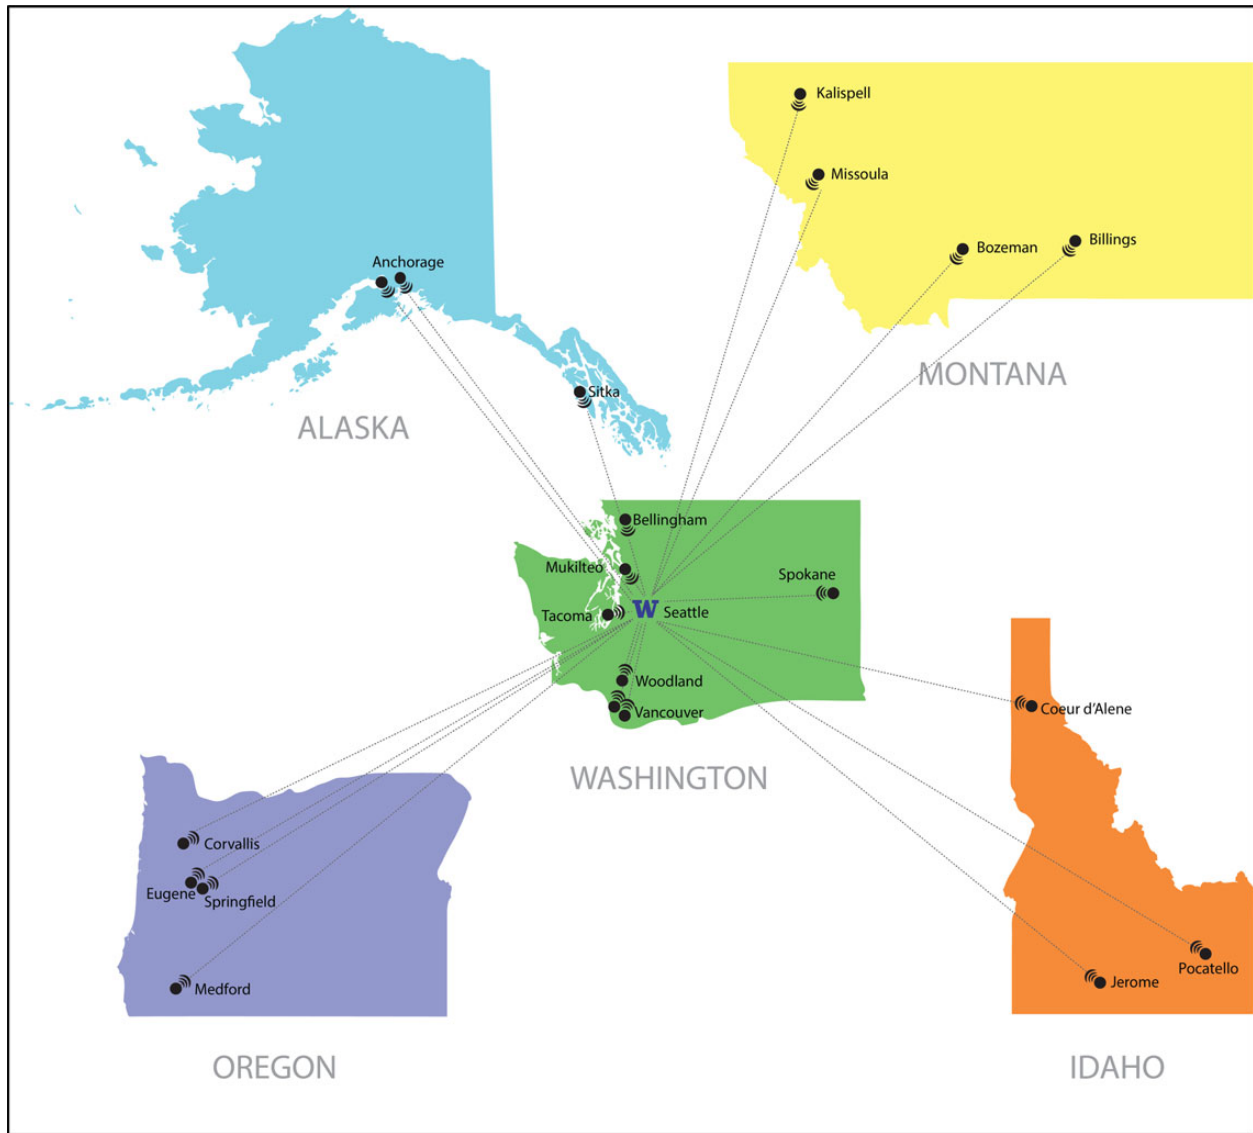 Kalispell
Missoula
Bozeman
Billings
MONTANA
Anchorage
Sitka
ALASKA
Bellingham
Mukilteo
Spokane
Tacoma
W
Seattle
Woodland
Vancouver
WASHINGTON
Corvallis
Eugene
Springfield
Medford
OREGON
Coeur d’Alene
Pocatello
Jerome
IDAHO